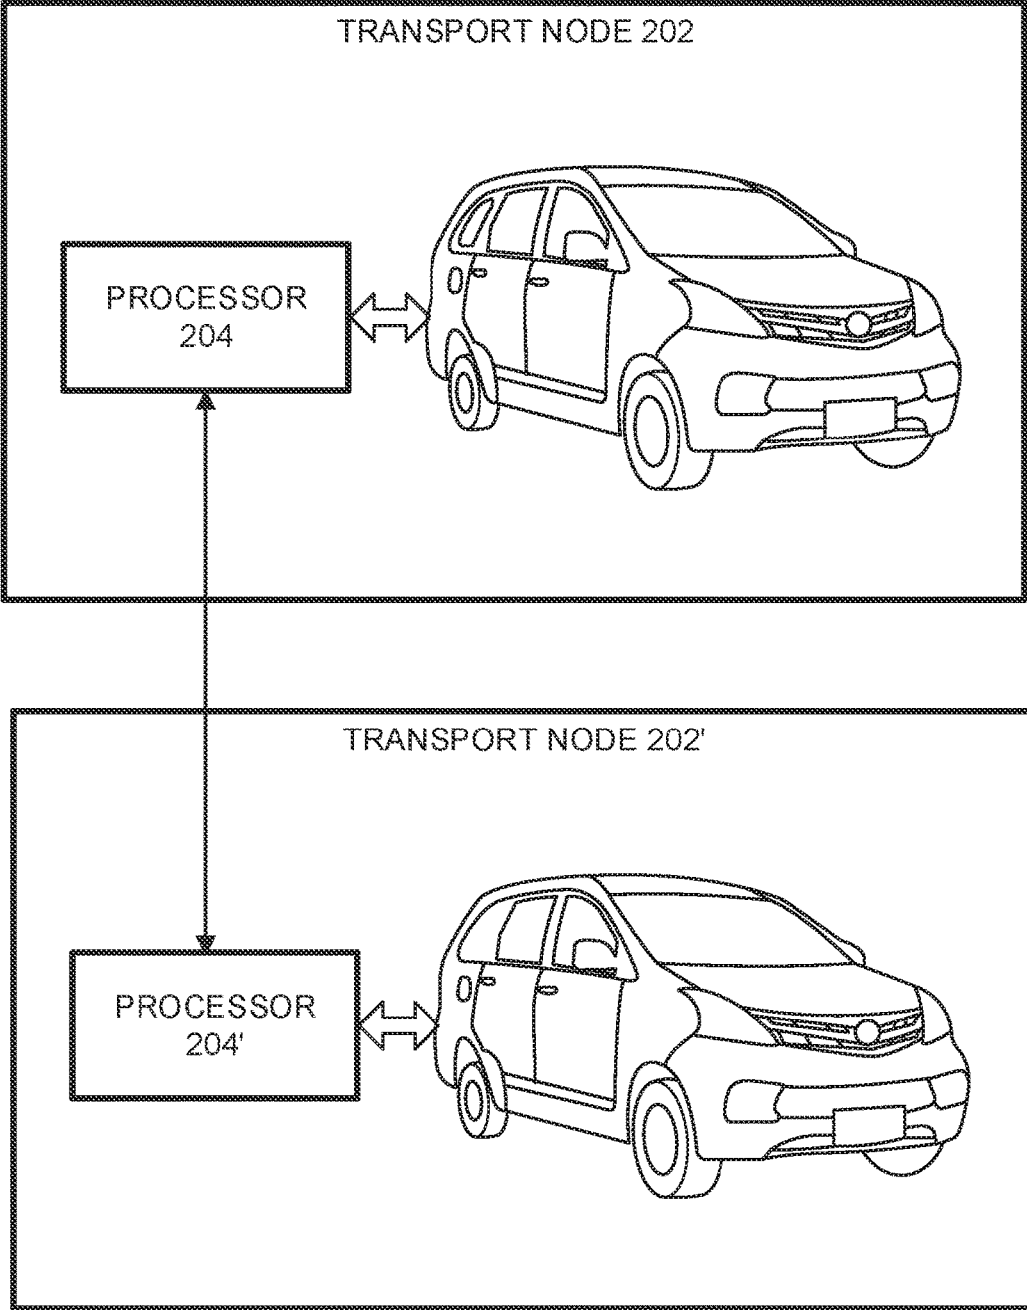 TRANSPORT NODE 202
PROCESSOR
204
TRANSPORT NODE 202'
PROCESSOR
204'